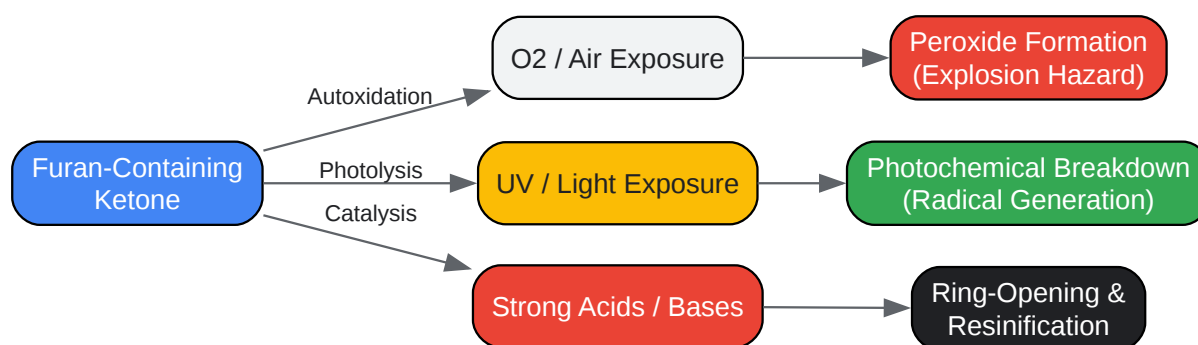 Furan-Containing
Ketone
Autoxidation
Photolysis
Catalysis
O2 / Air Exposure
UV / Light Exposure
Strong Acids / Bases
Peroxide Formation
(Explosion Hazard)
Photochemical Breakdown
(Radical Generation)
Ring-Opening &
Resinification